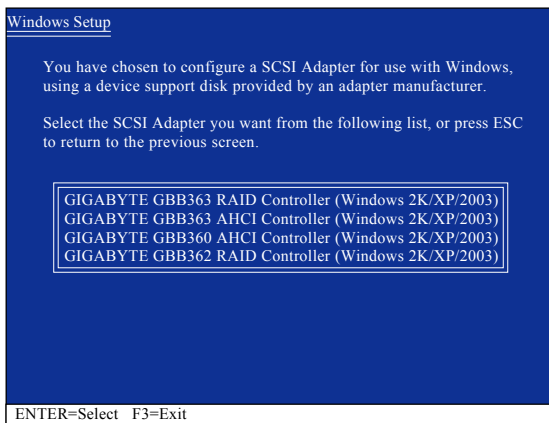 Windows Setup
You have chosen to configure a SCSI Adapter for use with Windows,
using a device support disk provided by an adapter manufacturer.
Select the SCSI Adapter you want from the following list, or press ESC
to return to the previous screen.
GIGABYTE GBB363 RAID Controller (Windows 2K/XP/2003)
GIGABYTE GBB363 AHCI Controller (Windows 2K/XP/2003)
GIGABYTE GBB360 AHCI Controller (Windows 2K/XP/2003)
GIGABYTE GBB362 RAID Controller (Windows 2K/XP/2003)
ENTER=Select F3=Exit